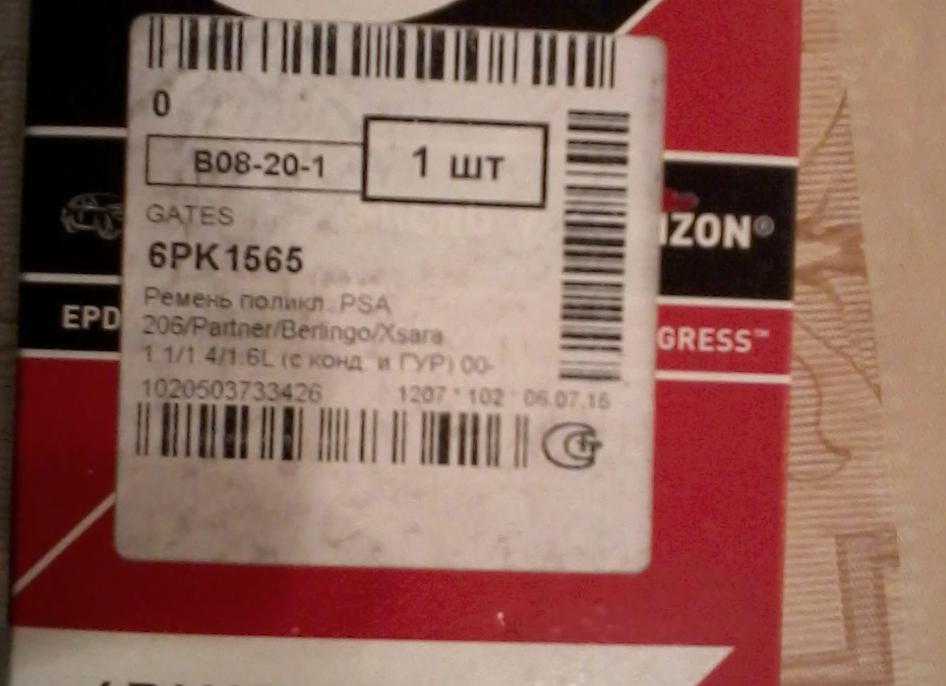 0
B08-20-1
1 шт
GATES
6PK1565
IZON®
Ремень поликл. PSA
206/Partner/Berlingo/Xsara
EPD
GRESS™
1.1/1.4/1.6L (с конд. и ГУР) 00-
1020503733426 1207 * 102 * 06.07.15